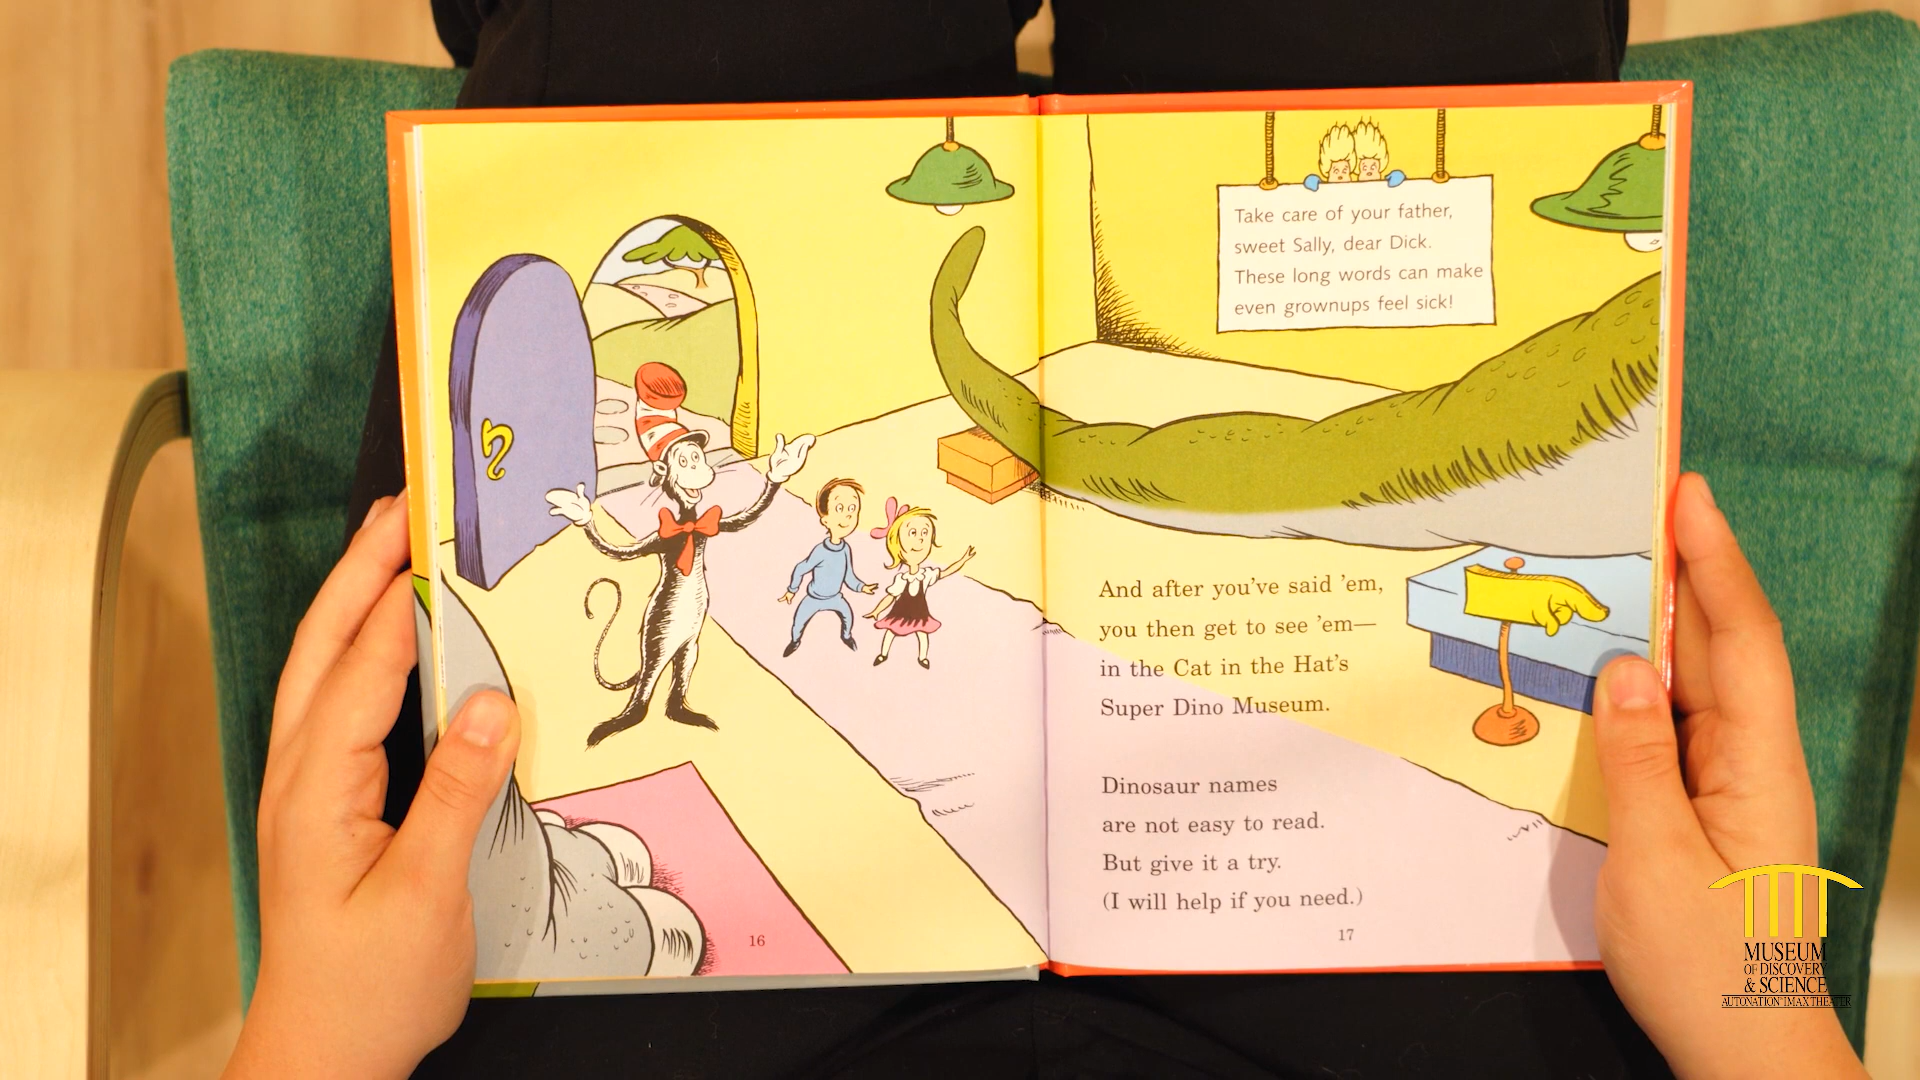 Take care of your father,
sweet Sally, dear Dick.
These long words can make
even grownups feel sick!
And after you've said 'em,
you then get to see 'em—
in the Cat in the Hat's
Super Dino Museum.
Dinosaur names
are not easy to read.
But give it a try.
(I will help if you need.)
16
17
MUSEUM
OF DISCOVERY
& SCIENCE
AUTONATION® IMAX THEATER